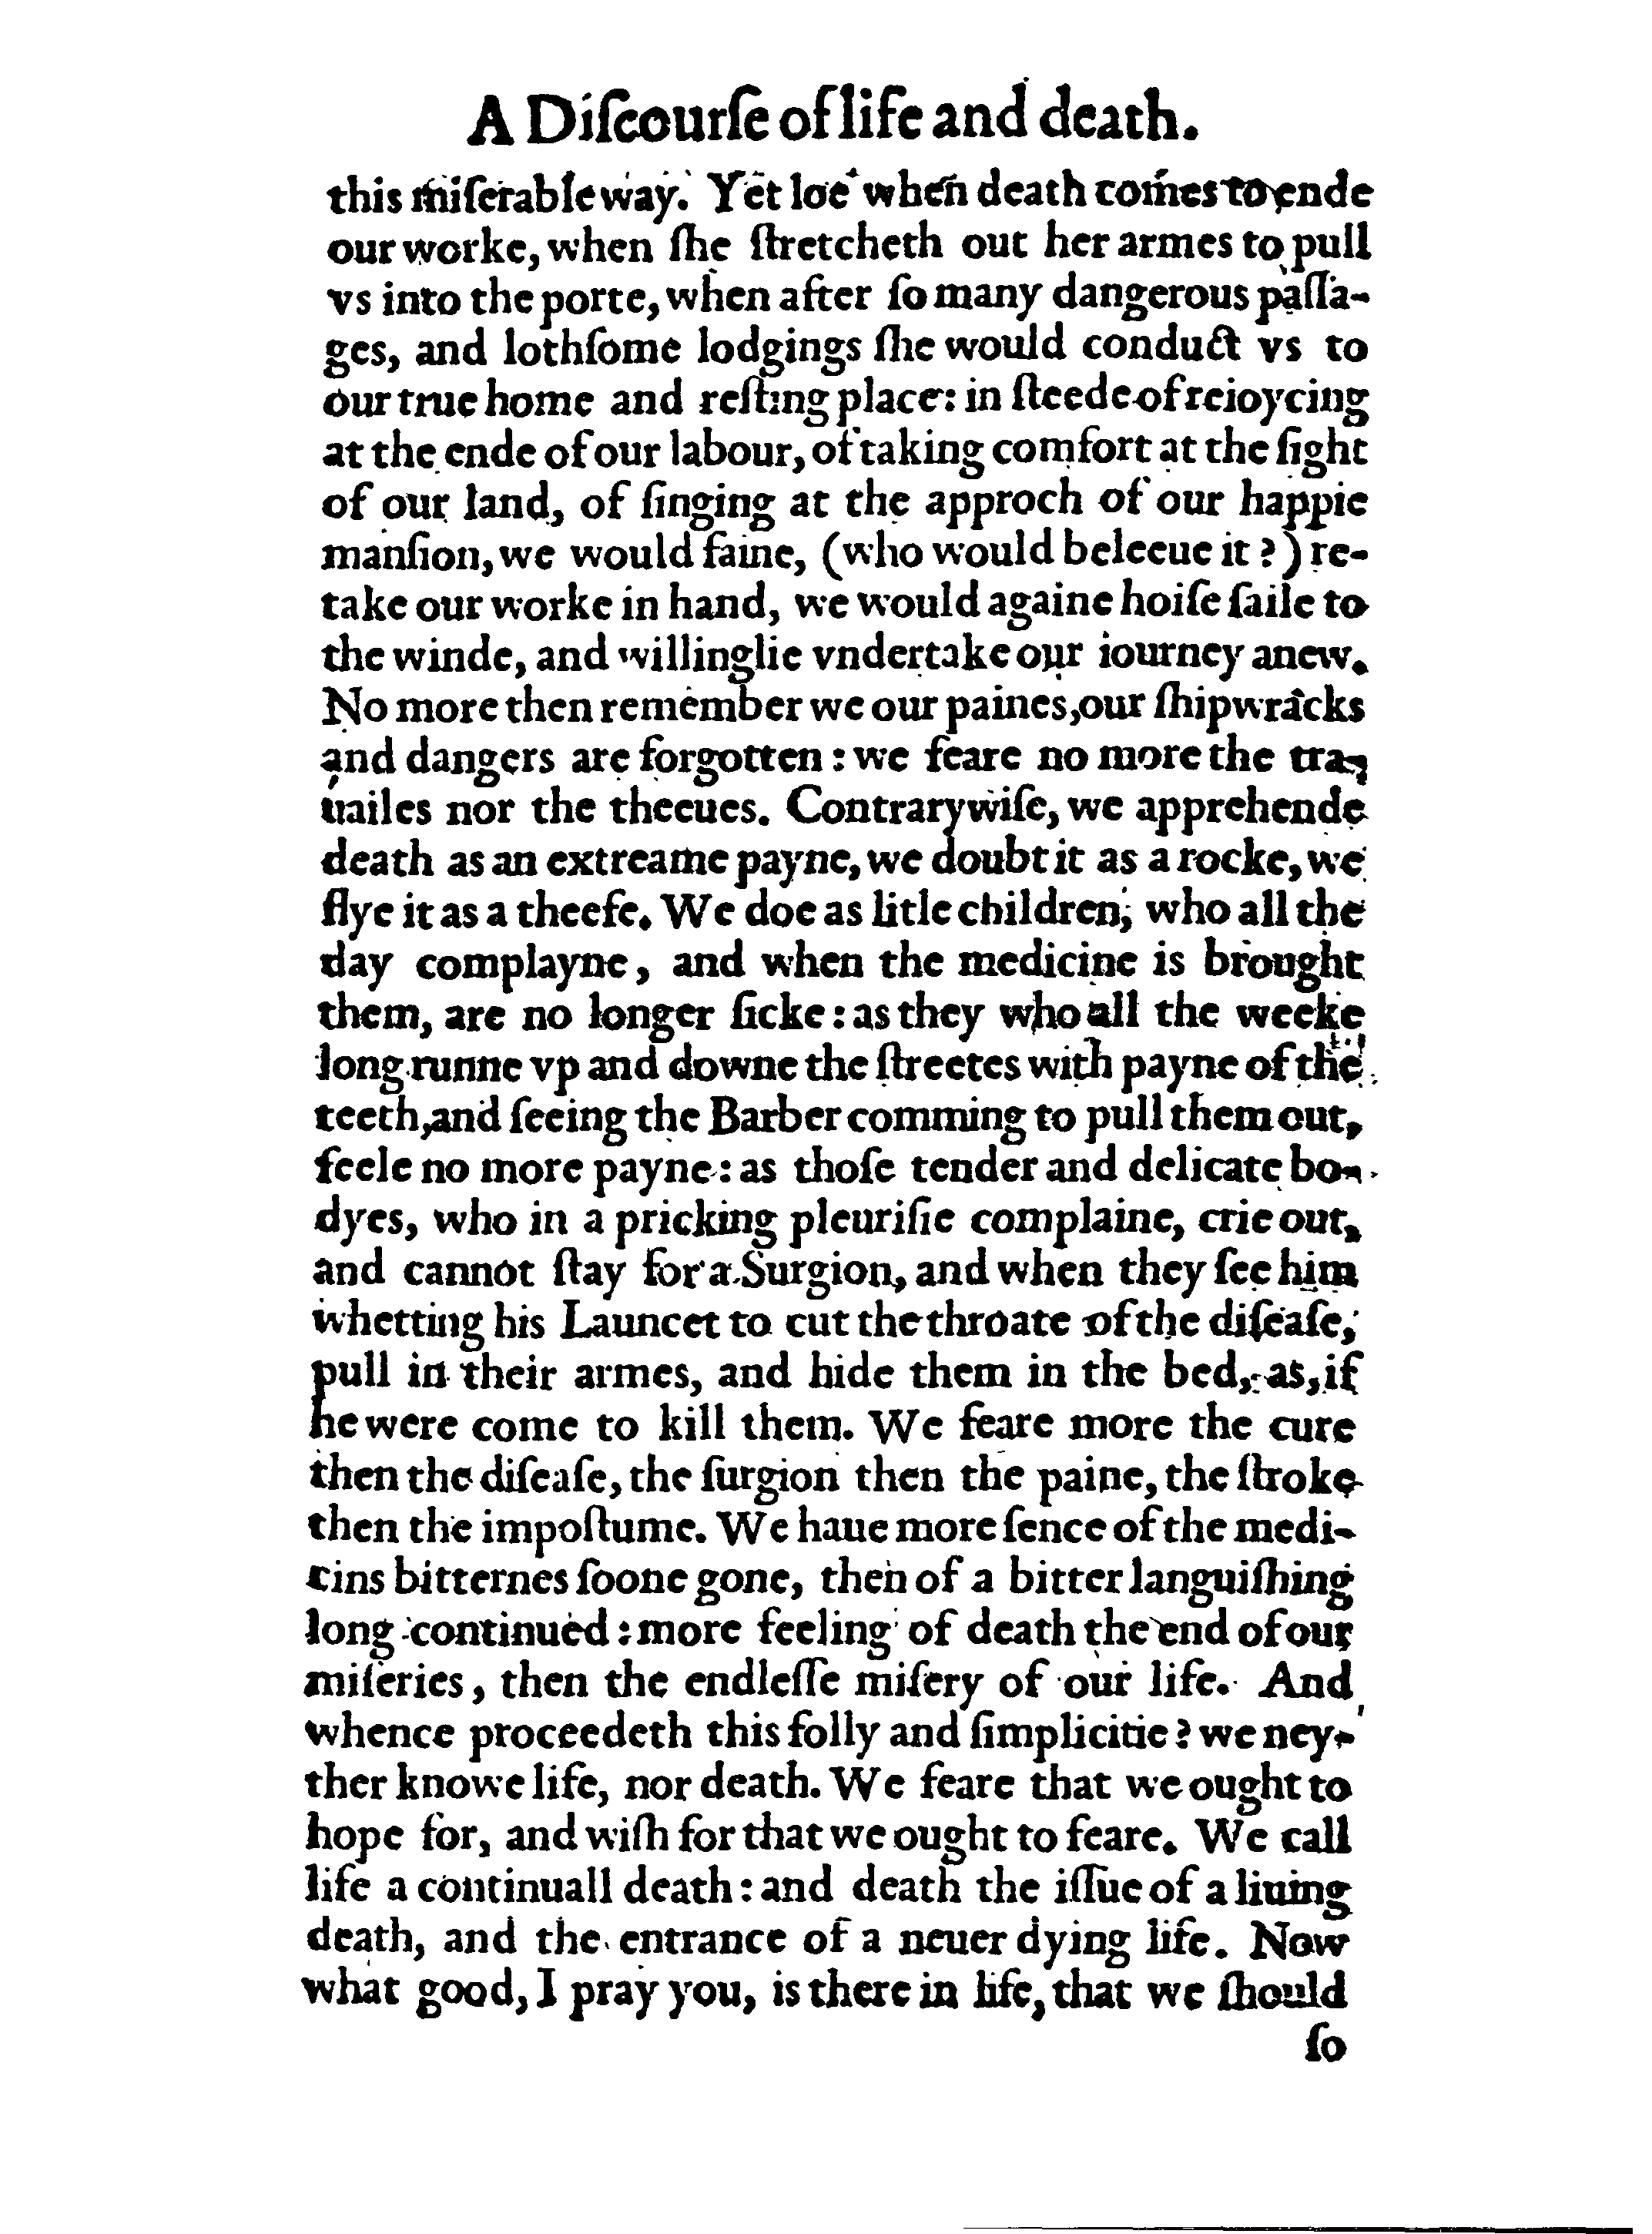 A Diſcourſe of life and death.
this miſerable way. Yet loe when death comes to ende
our worke, when ſhe ſtretcheth out her armes to pull
vs into the porte, when after ſo many dangerous paſſa-
ges, and lothſome lodgings ſhe would conduct vs to
our true home and reſting place: in ſteede of reioycing
at the ende of our labour, of taking comfort at the ſight
of our land, of ſinging at the approch of our happie
manſion, we would faine, (who would beleeue it?) re-
take our worke in hand, we would againe hoiſe ſaile to
the winde, and willinglie vndertake our iourney anew.
No more then remember we our paines, our ſhipwracks
and dangers are forgotten: we feare no more the tra-
uailes nor the theeues. Contrarywiſe, we apprehende
death as an extreame payne, we doubt it as a rocke, we
flye it as a theefe. We doe as litle children, who all the
day complayne, and when the medicine is brought
them, are no longer ſicke: as they who all the weeke
long runne vp and downe the ſtreetes with payne of the
teeth, and ſeeing the Barber comming to pull them out,
feele no more payne: as thoſe tender and delicate bo-
dyes, who in a pricking pleuriſie complaine, crie out,
and cannot ſtay for a Surgion, and when they ſee him
whetting his Launcet to cut the throate of the diſeaſe,
pull in their armes, and hide them in the bed, as, if
he were come to kill them. We feare more the cure
then the diſeaſe, the ſurgion then the paine, the ſtroke
then the impoſtume. We haue more ſence of the medi-
cins bitternes ſoone gone, then of a bitter languiſhing
long continued: more feeling of death the end of our
miſeries, then the endleſſe miſery of our life. And
whence proceedeth this folly and ſimplicitie? we ney-
ther knowe life, nor death. We feare that we ought to
hope for, and wiſh for that we ought to feare. We call
life a continuall death: and death the iſſue of a liuing
death, and the entrance of a neuer dying life. Now
what good, I pray you, is there in life, that we ſhould
ſo